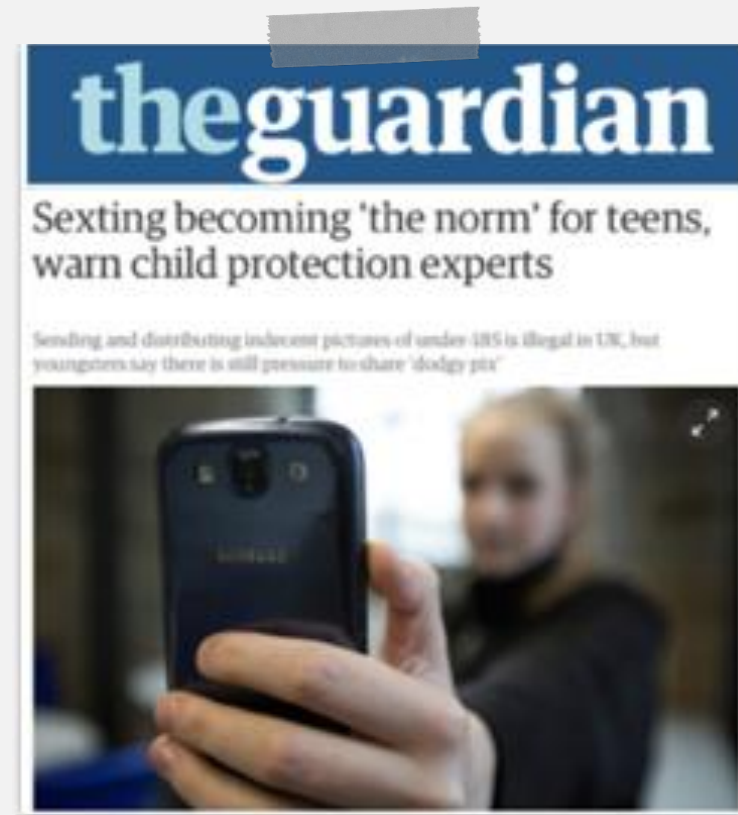 theguardian
Sexting becoming 'the norm' for teens,
warn child protection experts
Sending and distributing indecent pictures of under-18s is illegal in UK, but
youngsters say there is still pressure to share 'dodgy pix'
SAMSUNG